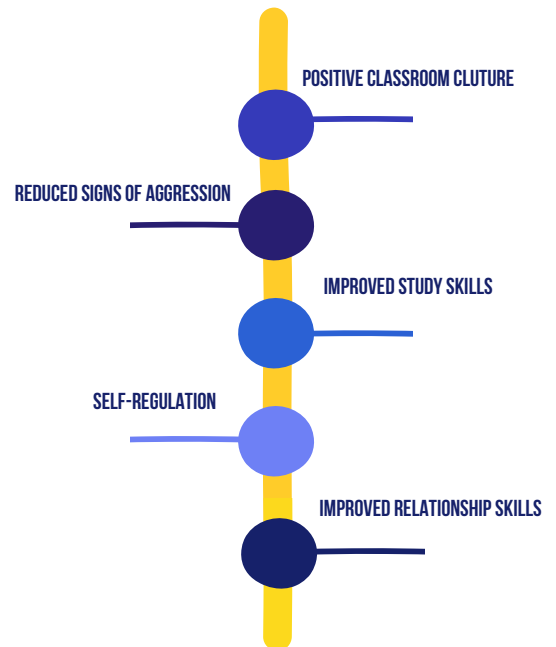 POSITIVE CLASSROOM CLUTURE
REDUCED SIGNS OF AGGRESSION
IMPROVED STUDY SKILLS
SELF-REGULATION
IMPROVED RELATIONSHIP SKILLS